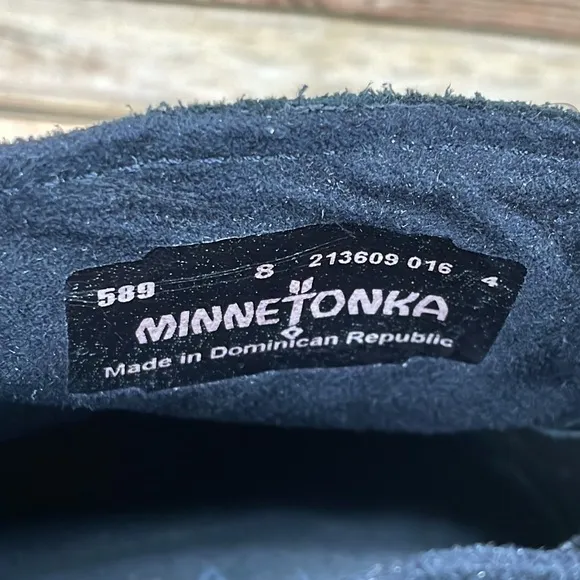 589 8 213609 016 4
MINNETONKA
Made in Dominican Republic